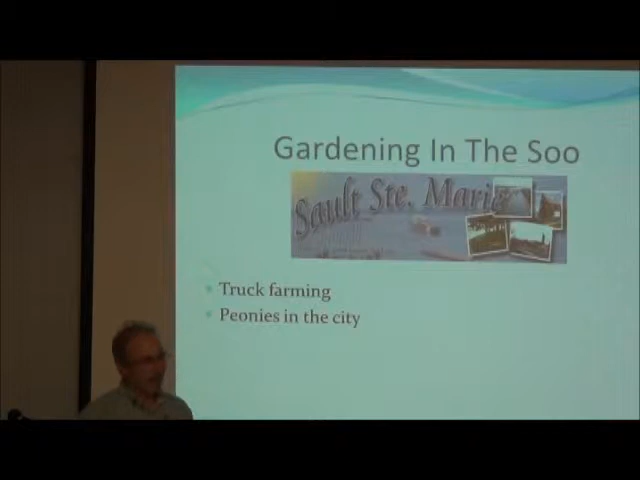 Gardening In The Soo
Sault Ste. Marie
Truck farming
Peonies in the city